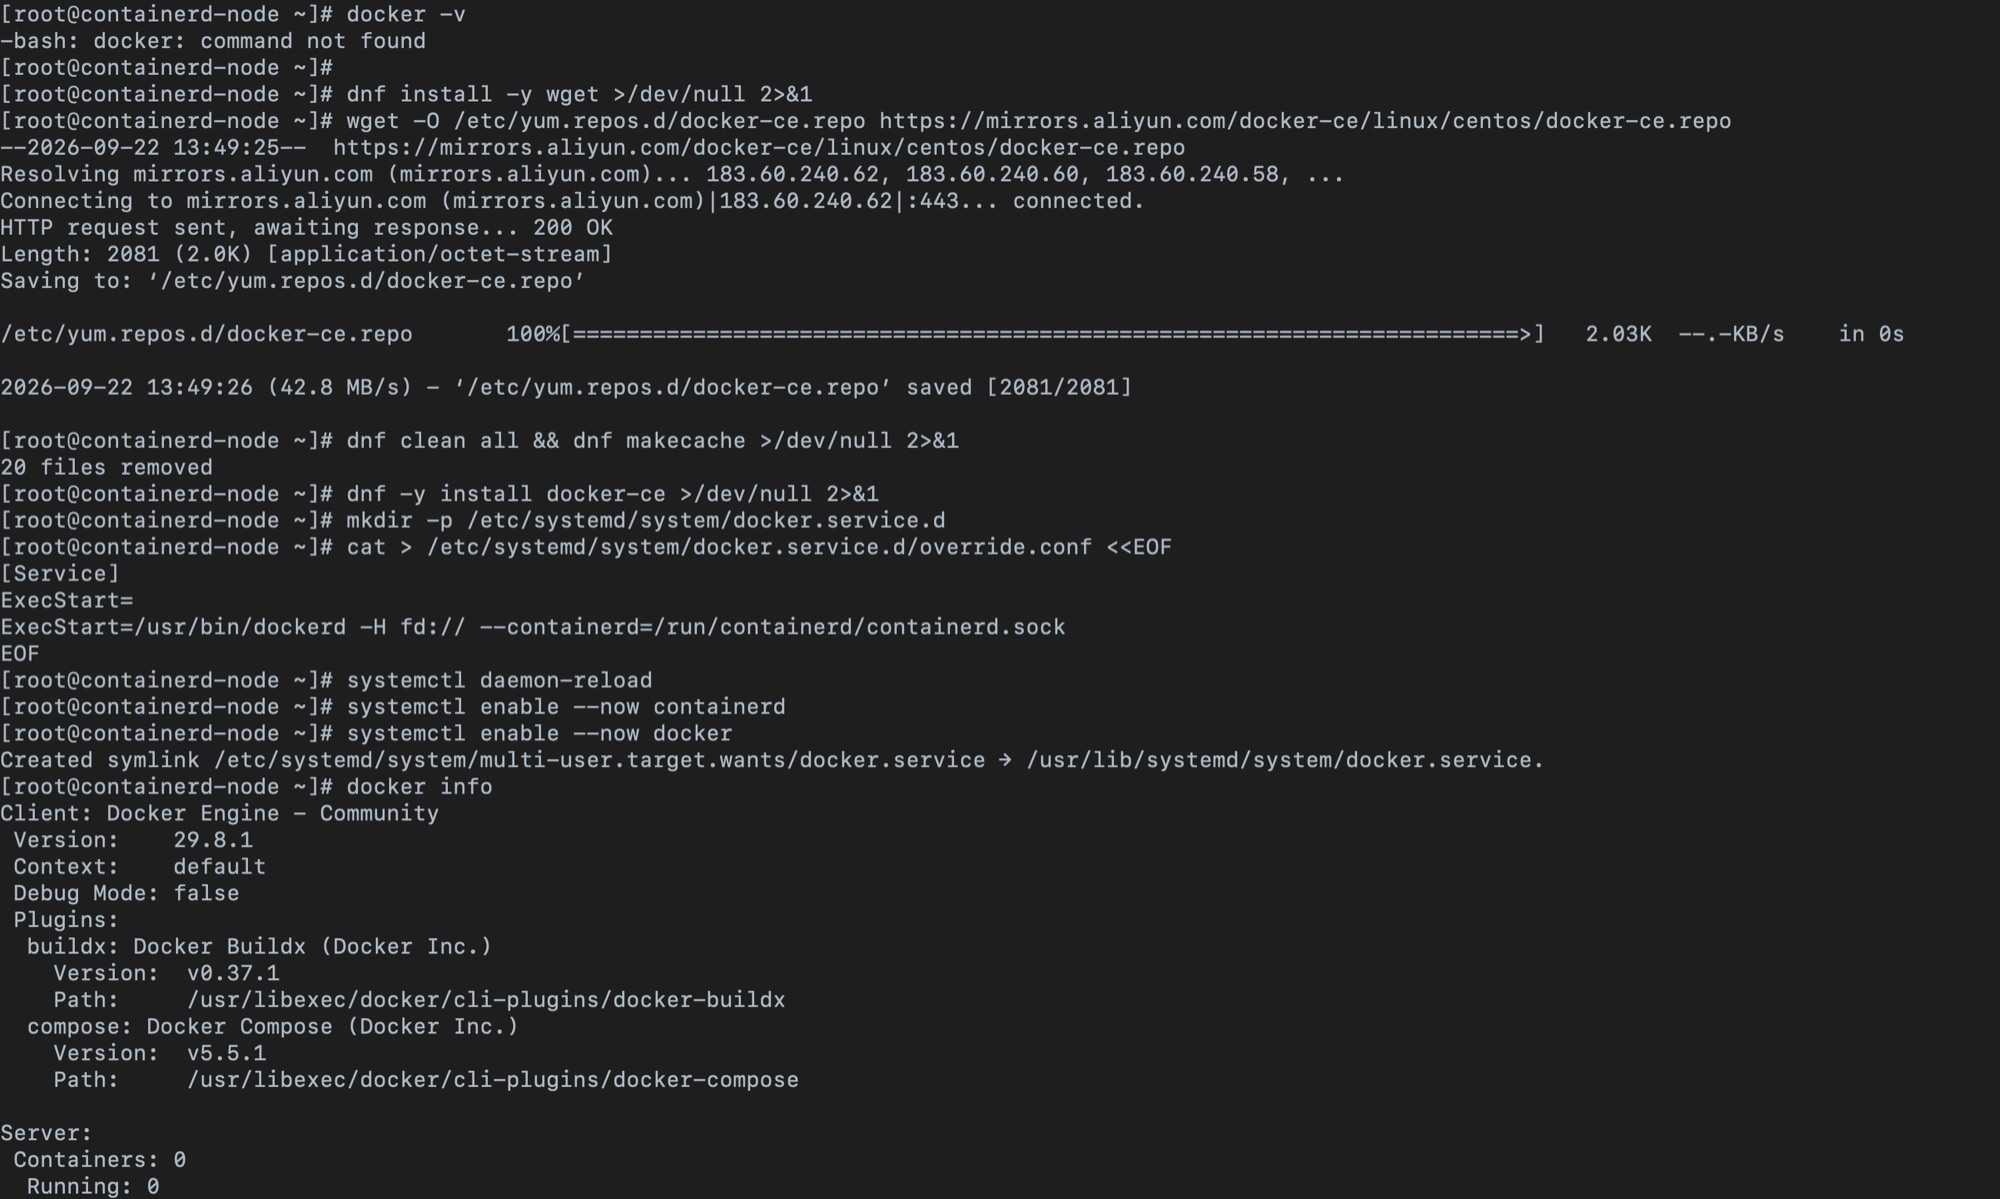 [root@containerd-node ~]# docker -v
-bash: docker: command not found
[root@containerd-node ~]#
[root@containerd-node ~]# dnf install -y wget >/dev/null 2>&1
[root@containerd-node ~]# wget -O /etc/yum.repos.d/docker-ce.repo https://mirrors.aliyun.com/docker-ce/linux/centos/docker-ce.repo
--2026-09-22 13:49:25--  https://mirrors.aliyun.com/docker-ce/linux/centos/docker-ce.repo
Resolving mirrors.aliyun.com (mirrors.aliyun.com)... 183.60.240.62, 183.60.240.60, 183.60.240.58, ...
Connecting to mirrors.aliyun.com (mirrors.aliyun.com)|183.60.240.62|:443... connected.
HTTP request sent, awaiting response... 200 OK
Length: 2081 (2.0K) [application/octet-stream]
Saving to: ‘/etc/yum.repos.d/docker-ce.repo’
/etc/yum.repos.d/docker-ce.repo       100%[=======================================================================>]   2.03K  --.-KB/s    in 0s
2026-09-22 13:49:26 (42.8 MB/s) - ‘/etc/yum.repos.d/docker-ce.repo’ saved [2081/2081]
[root@containerd-node ~]# dnf clean all && dnf makecache >/dev/null 2>&1
20 files removed
[root@containerd-node ~]# dnf -y install docker-ce >/dev/null 2>&1
[root@containerd-node ~]# mkdir -p /etc/systemd/system/docker.service.d
[root@containerd-node ~]# cat > /etc/systemd/system/docker.service.d/override.conf <<EOF
[Service]
ExecStart=
ExecStart=/usr/bin/dockerd -H fd:// --containerd=/run/containerd/containerd.sock
EOF
[root@containerd-node ~]# systemctl daemon-reload
[root@containerd-node ~]# systemctl enable --now containerd
[root@containerd-node ~]# systemctl enable --now docker
Created symlink /etc/systemd/system/multi-user.target.wants/docker.service → /usr/lib/systemd/system/docker.service.
[root@containerd-node ~]# docker info
Client: Docker Engine - Community
 Version:    29.8.1
 Context:    default
 Debug Mode: false
 Plugins:
  buildx: Docker Buildx (Docker Inc.)
    Version:  v0.37.1
    Path:     /usr/libexec/docker/cli-plugins/docker-buildx
  compose: Docker Compose (Docker Inc.)
    Version:  v5.5.1
    Path:     /usr/libexec/docker/cli-plugins/docker-compose
Server:
 Containers: 0
  Running: 0